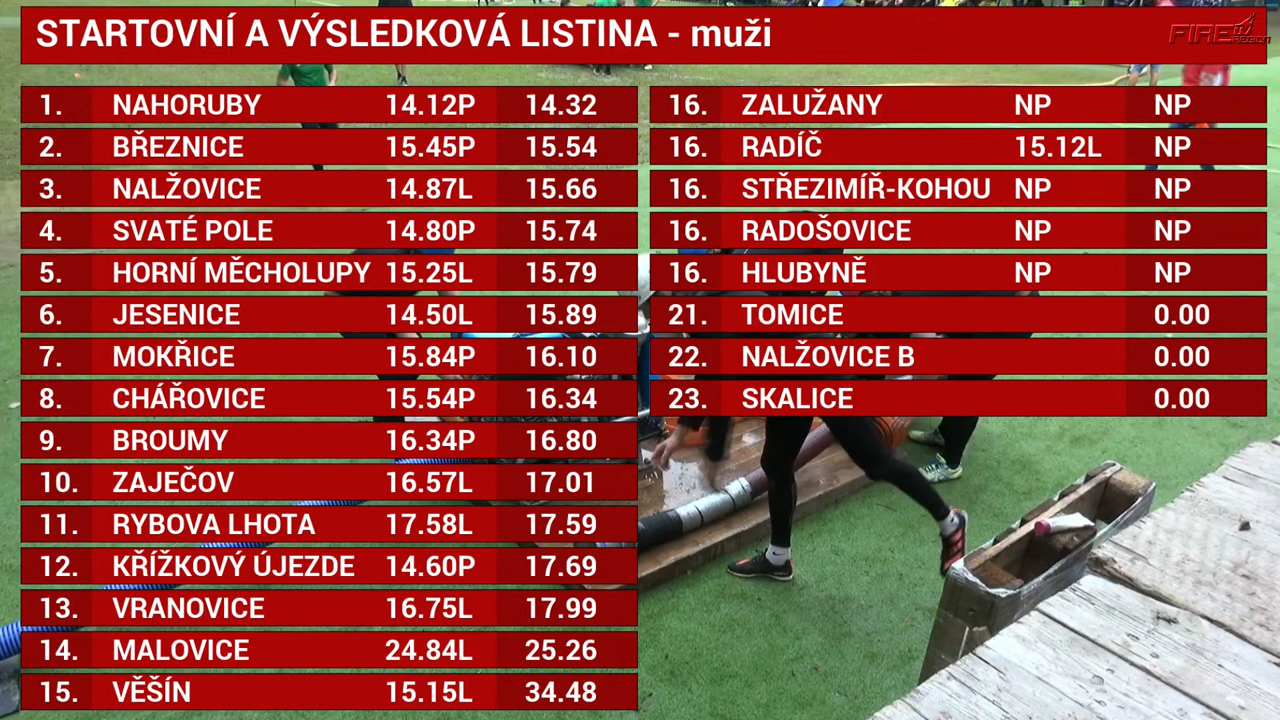 STARTOVNÍ A VÝSLEDKOVÁ LISTINA - muži
FIRE TV REGION
1. NAHORUBY 14.12P 14.32
2. BŘEZNICE 15.45P 15.54
3. NALŽOVICE 14.87L 15.66
4. SVATÉ POLE 14.80P 15.74
5. HORNÍ MĚCHOLUPY 15.25L 15.79
6. JESENICE 14.50L 15.89
7. MOKŘICE 15.84P 16.10
8. CHÁŘOVICE 15.54P 16.34
9. BROUMY 16.34P 16.80
10. ZAJEČOV 16.57L 17.01
11. RYBOVA LHOTA 17.58L 17.59
12. KŘÍŽKOVÝ ÚJEZDE 14.60P 17.69
13. VRANOVICE 16.75L 17.99
14. MALOVICE 24.84L 25.26
15. VĚŠÍN 15.15L 34.48
16. ZALUŽANY NP NP
16. RADÍČ 15.12L NP
16. STŘEZIMÍŘ-KOHOU NP NP
16. RADOŠOVICE NP NP
16. HLUBYNĚ NP NP
21. TOMICE 0.00
22. NALŽOVICE B 0.00
23. SKALICE 0.00